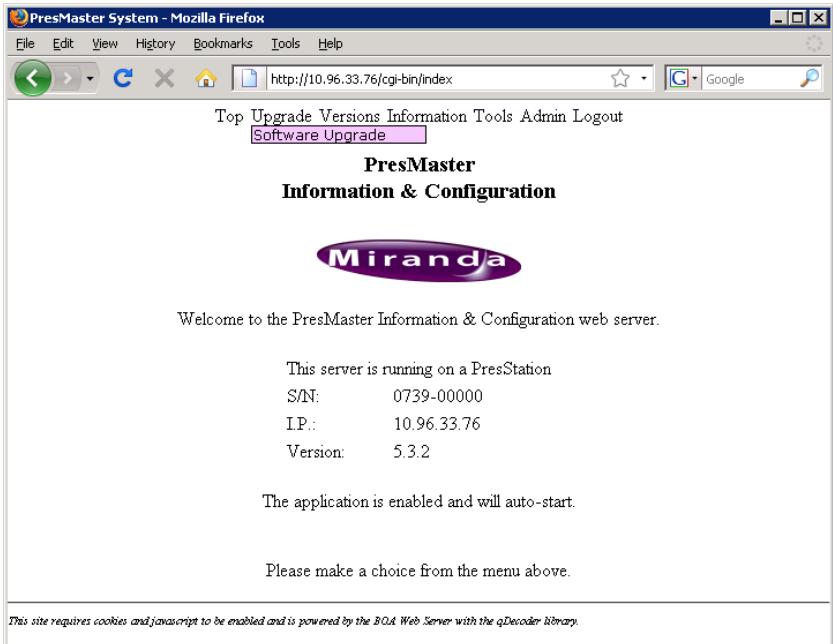 PresMaster System - Mozilla Firefox
File Edit View History Bookmarks Tools Help
http://10.96.33.76/cgi-bin/index
G Google
Top Upgrade Versions Information Tools Admin Logout
Software Upgrade
PresMaster
Information & Configuration
Miranda
Welcome to the PresMaster Information & Configuration web server.
This server is running on a PresStation
S/N: 0739-00000
I.P.: 10.96.33.76
Version: 5.3.2
The application is enabled and will auto-start.
Please make a choice from the menu above.
This site requires cookies and javascript to be enabled and is powered by the BOA Web Server with the qDecoder library.